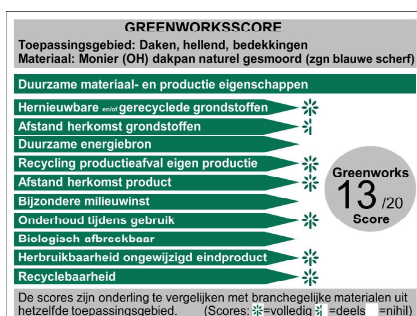 GREENWORKSSCORE
Toepassingsgebied: Daken, hellend, bedekkingen
Materiaal: Monier (OH) dakpan naturel gesmoord (zgn blauwe scherf)
Duurzame materiaal- en productie eigenschappen
Hernieuwbare en/of gerecyclede grondstoffen
Afstand herkomst grondstoffen
Duurzame energiebron
Recycling productieafval eigen productie
Afstand herkomst product
Bijzondere milieuwinst
Onderhoud tijdens gebruik
Biologisch afbreekbaar
Herbruikbaarheid ongewijzigd eindproduct
Recyclebaarheid
Greenworks
13 /20
Score
De scores zijn onderling te vergelijken met branchegelijke materialen uit
hetzelfde toepassingsgebied. (Scores: =volledig =deels =nihil)